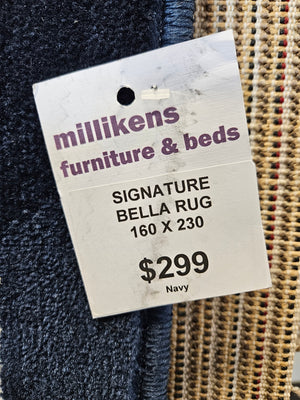 millikens
furniture & beds
SIGNATURE
BELLA RUG
160 X 230
$299
Navy